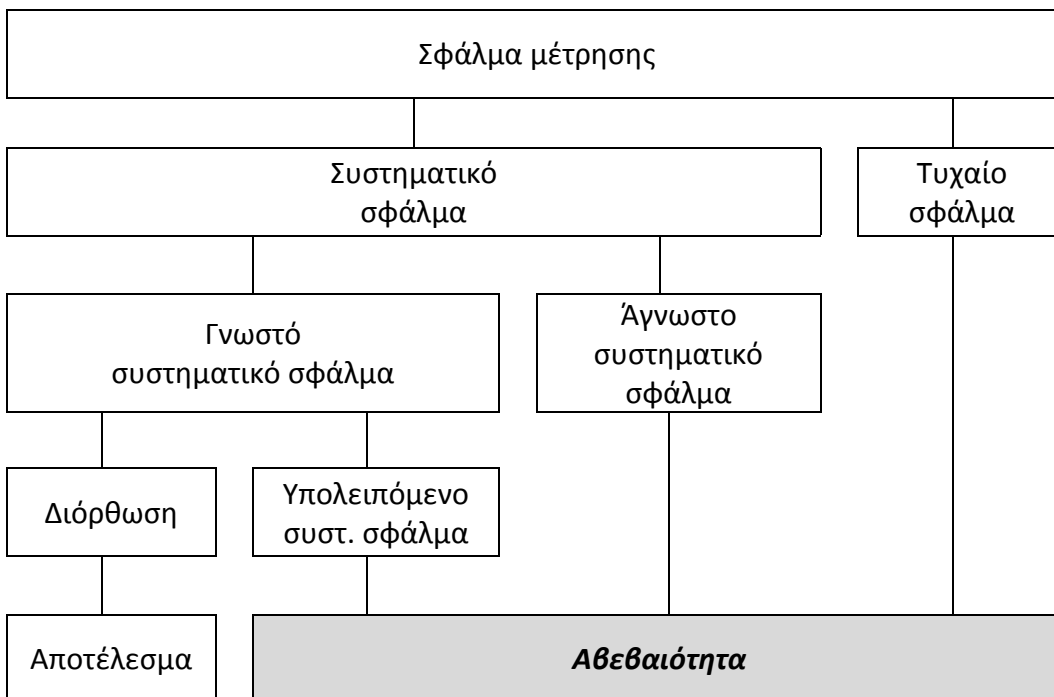 Σφάλμα μέτρησης
Συστηματικό
σφάλμα
Τυχαίο
σφάλμα
Γνωστό
συστηματικό σφάλμα
Άγνωστο
συστηματικό
σφάλμα
Διόρθωση
Υπολειπόμενο
συστ. σφάλμα
Αποτέλεσμα
Αβεβαιότητα